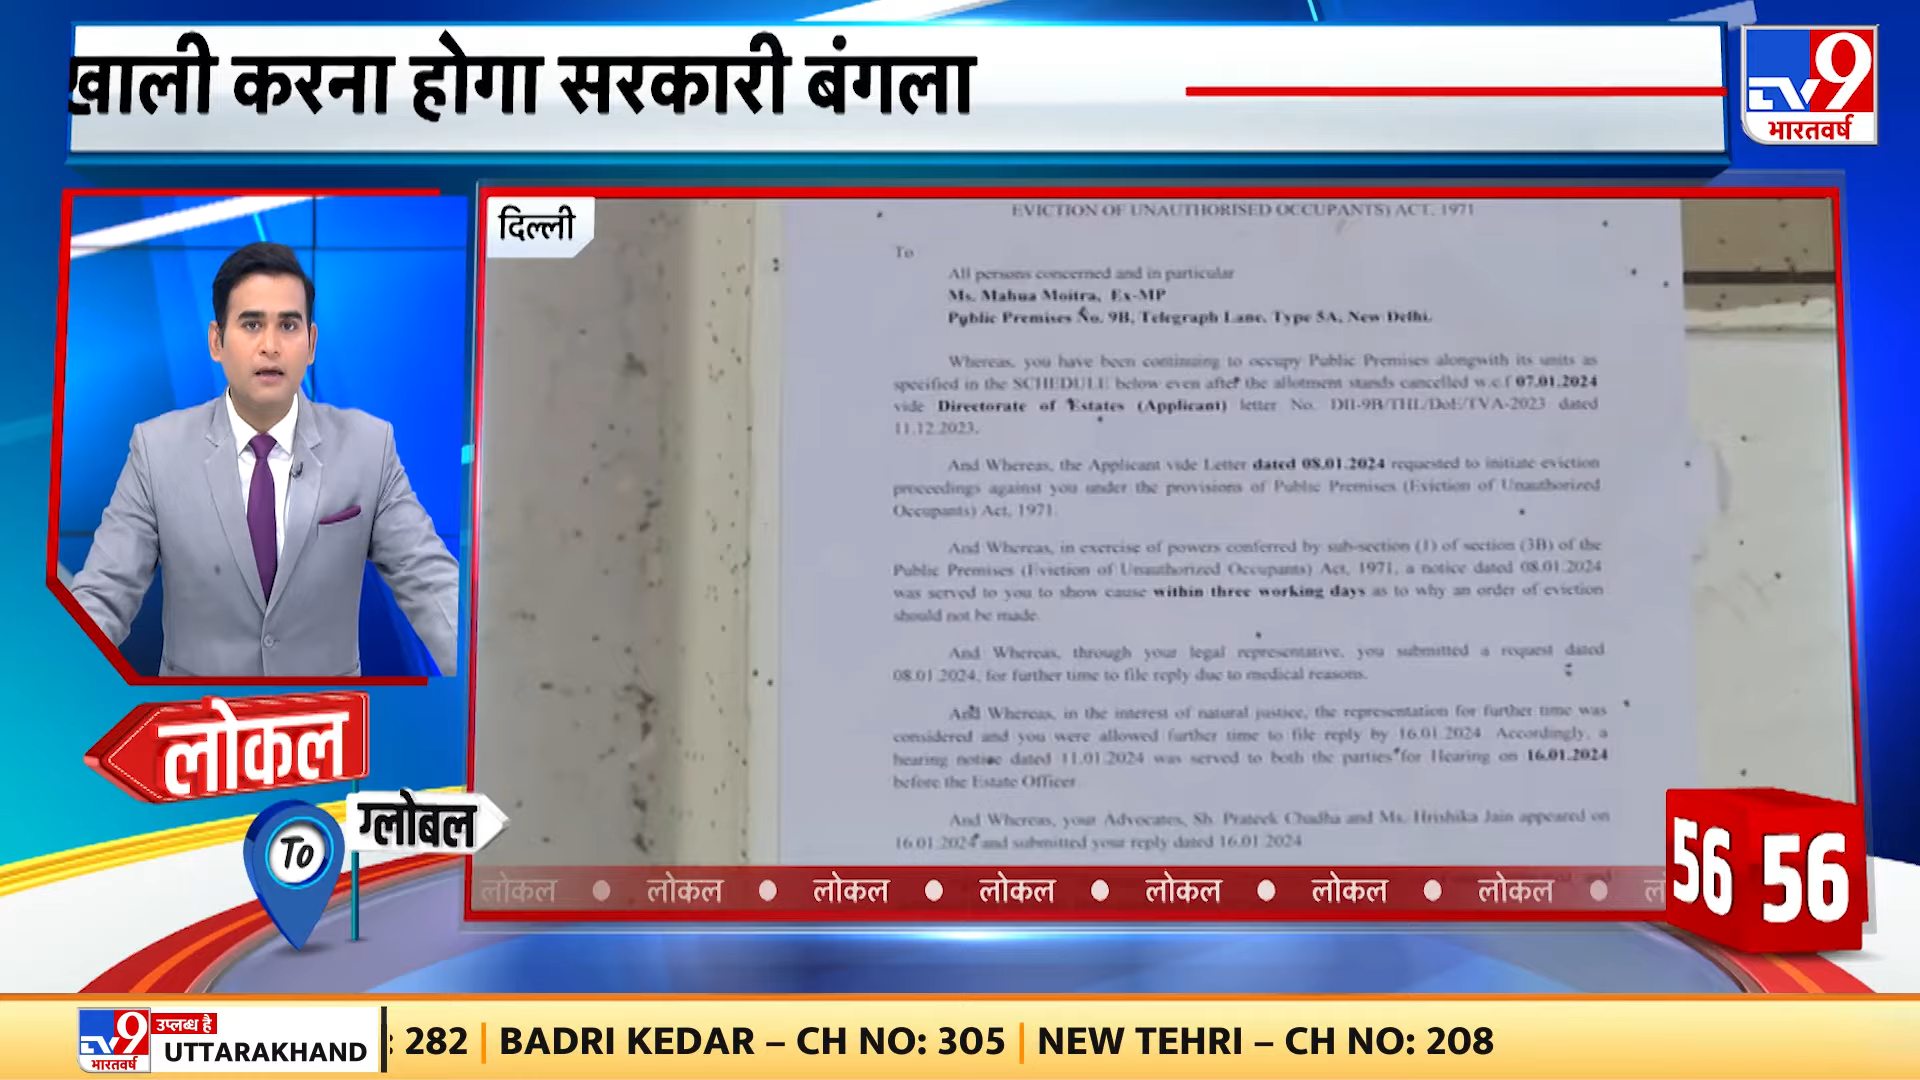 खाली करना होगा सरकारी बंगला
TV9
भारतवर्ष
दिल्ली
EVICTION OF UNAUTHORISED OCCUPANTS) ACT, 1971
To
All persons concerned and in particular
Ms. Mahua Moitra, Ex-MP
Public Premises No. 9B, Telegraph Lane, Type 5A, New Delhi.
Whereas, you have been continuing to occupy Public Premises alongwith its units as
specified in the SCHEDULE below even after the allotment stands cancelled w.e.f 07.01.2024
vide Directorate of Estates (Applicant) letter No. DII-9B/THL/DoE/TVA-2023 dated
11.12.2023.
And Whereas, the Applicant vide Letter dated 08.01.2024 requested to initiate eviction
proceedings against you under the provisions of Public Premises (Eviction of Unauthorized
Occupants) Act, 1971.
And Whereas, in exercise of powers conferred by sub-section (1) of section (3B) of the
Public Premises (Eviction of Unauthorized Occupants) Act, 1971, a notice dated 08.01.2024
was served to you to show cause within three working days as to why an order of eviction
should not be made.
And Whereas, through your legal representative, you submitted a request dated
08.01.2024, for further time to file reply due to medical reasons.
And Whereas, in the interest of natural justice, the representation for further time was
considered and you were allowed further time to file reply by 16.01.2024. Accordingly, a
hearing notice dated 11.01.2024 was served to both the parties for Hearing on 16.01.2024
before the Estate Officer.
And Whereas, your Advocates, Sh. Prateek Chadha and Ms. Hrishika Jain appeared on
16.01.2024 and submitted your reply dated 16.01.2024
लोकल
To
ग्लोबल
लोकल ● लोकल ● लोकल ● लोकल ● लोकल ● लोकल ● लोकल ●
56 56
TV9 भारतवर्ष
उप्लब्ध है
UTTARAKHAND
: 282 | BADRI KEDAR – CH NO: 305 | NEW TEHRI – CH NO: 208